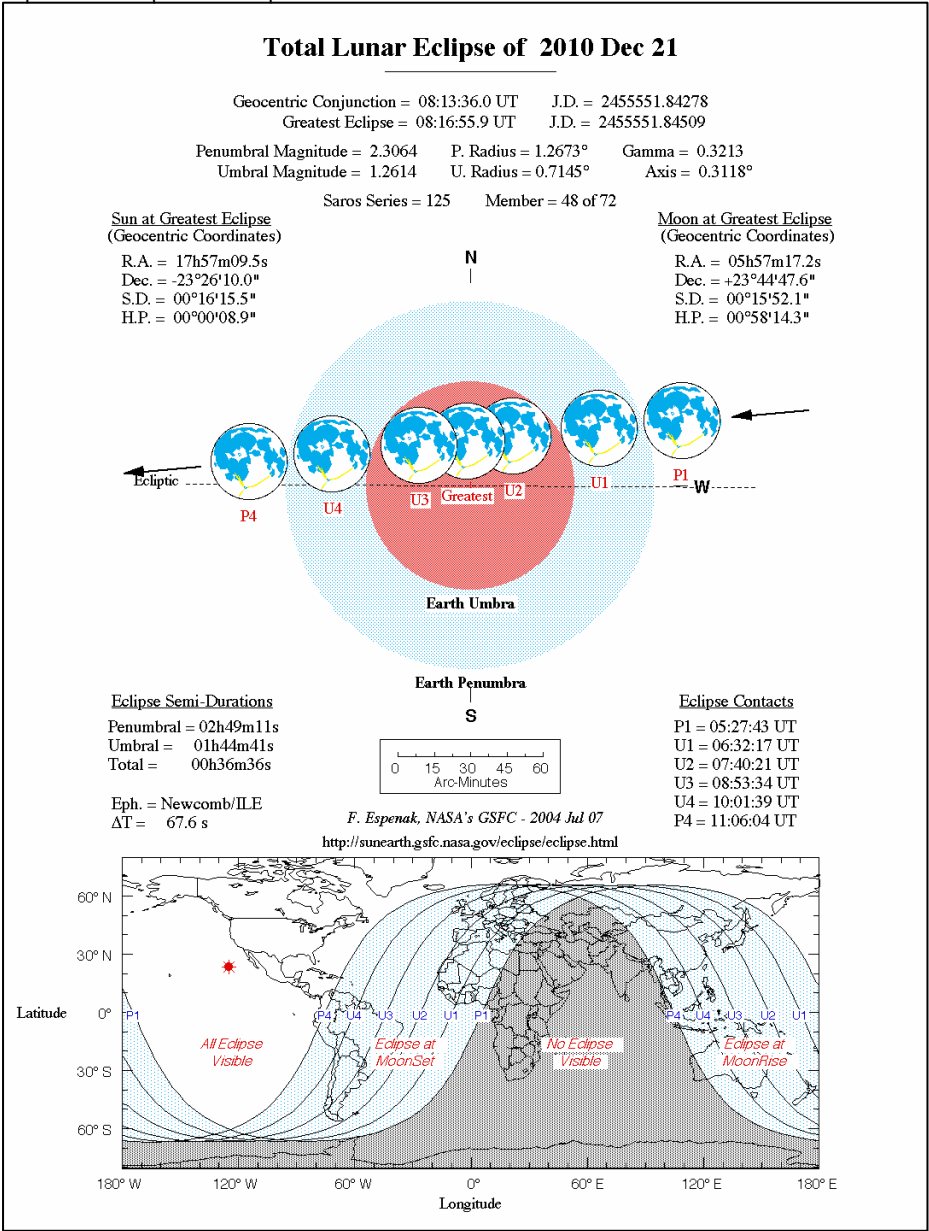 Total Lunar Eclipse of 2010 Dec 21
Geocentric Conjunction = 08:13:36.0 UT J.D. = 2455551.84278
Greatest Eclipse = 08:16:55.9 UT J.D. = 2455551.84509
Penumbral Magnitude = 2.3064 P. Radius = 1.2673° Gamma = 0.3213
Umbral Magnitude = 1.2614 U. Radius = 0.7145° Axis = 0.3118°
Saros Series = 125 Member = 48 of 72
Sun at Greatest Eclipse
(Geocentric Coordinates)
R.A. = 17h57m09.5s
Dec. = -23°26'10.0"
S.D. = 00°16'15.5"
H.P. = 00°00'08.9"
Moon at Greatest Eclipse
(Geocentric Coordinates)
R.A. = 05h57m17.2s
Dec. = +23°44'47.6"
S.D. = 00°15'52.1"
H.P. = 00°58'14.3"
N
Ecliptic
W
P4
U4
U3
Greatest
U2
U1
P1
Earth Umbra
Earth Penumbra
S
Eclipse Semi-Durations
Penumbral = 02h49m11s
Umbral = 01h44m41s
Total = 00h36m36s
Eph. = Newcomb/ILE
ΔT = 67.6 s
0 15 30 45 60
Arc-Minutes
Eclipse Contacts
P1 = 05:27:43 UT
U1 = 06:32:17 UT
U2 = 07:40:21 UT
U3 = 08:53:34 UT
U4 = 10:01:39 UT
P4 = 11:06:04 UT
F. Espenak, NASA's GSFC - 2004 Jul 07
http://sunearth.gsfc.nasa.gov/eclipse/eclipse.html
60° N
30° N
Latitude
0°
30° S
60° S
P1 P4 U4 U3 U2 U1 P1 P4 U4 U3 U2 U1
All Eclipse
Visible
Eclipse at
MoonSet
No Eclipse
Visible
Eclipse at
MoonRise
180° W 120° W 60° W 0° 60° E 120° E 180° E
Longitude